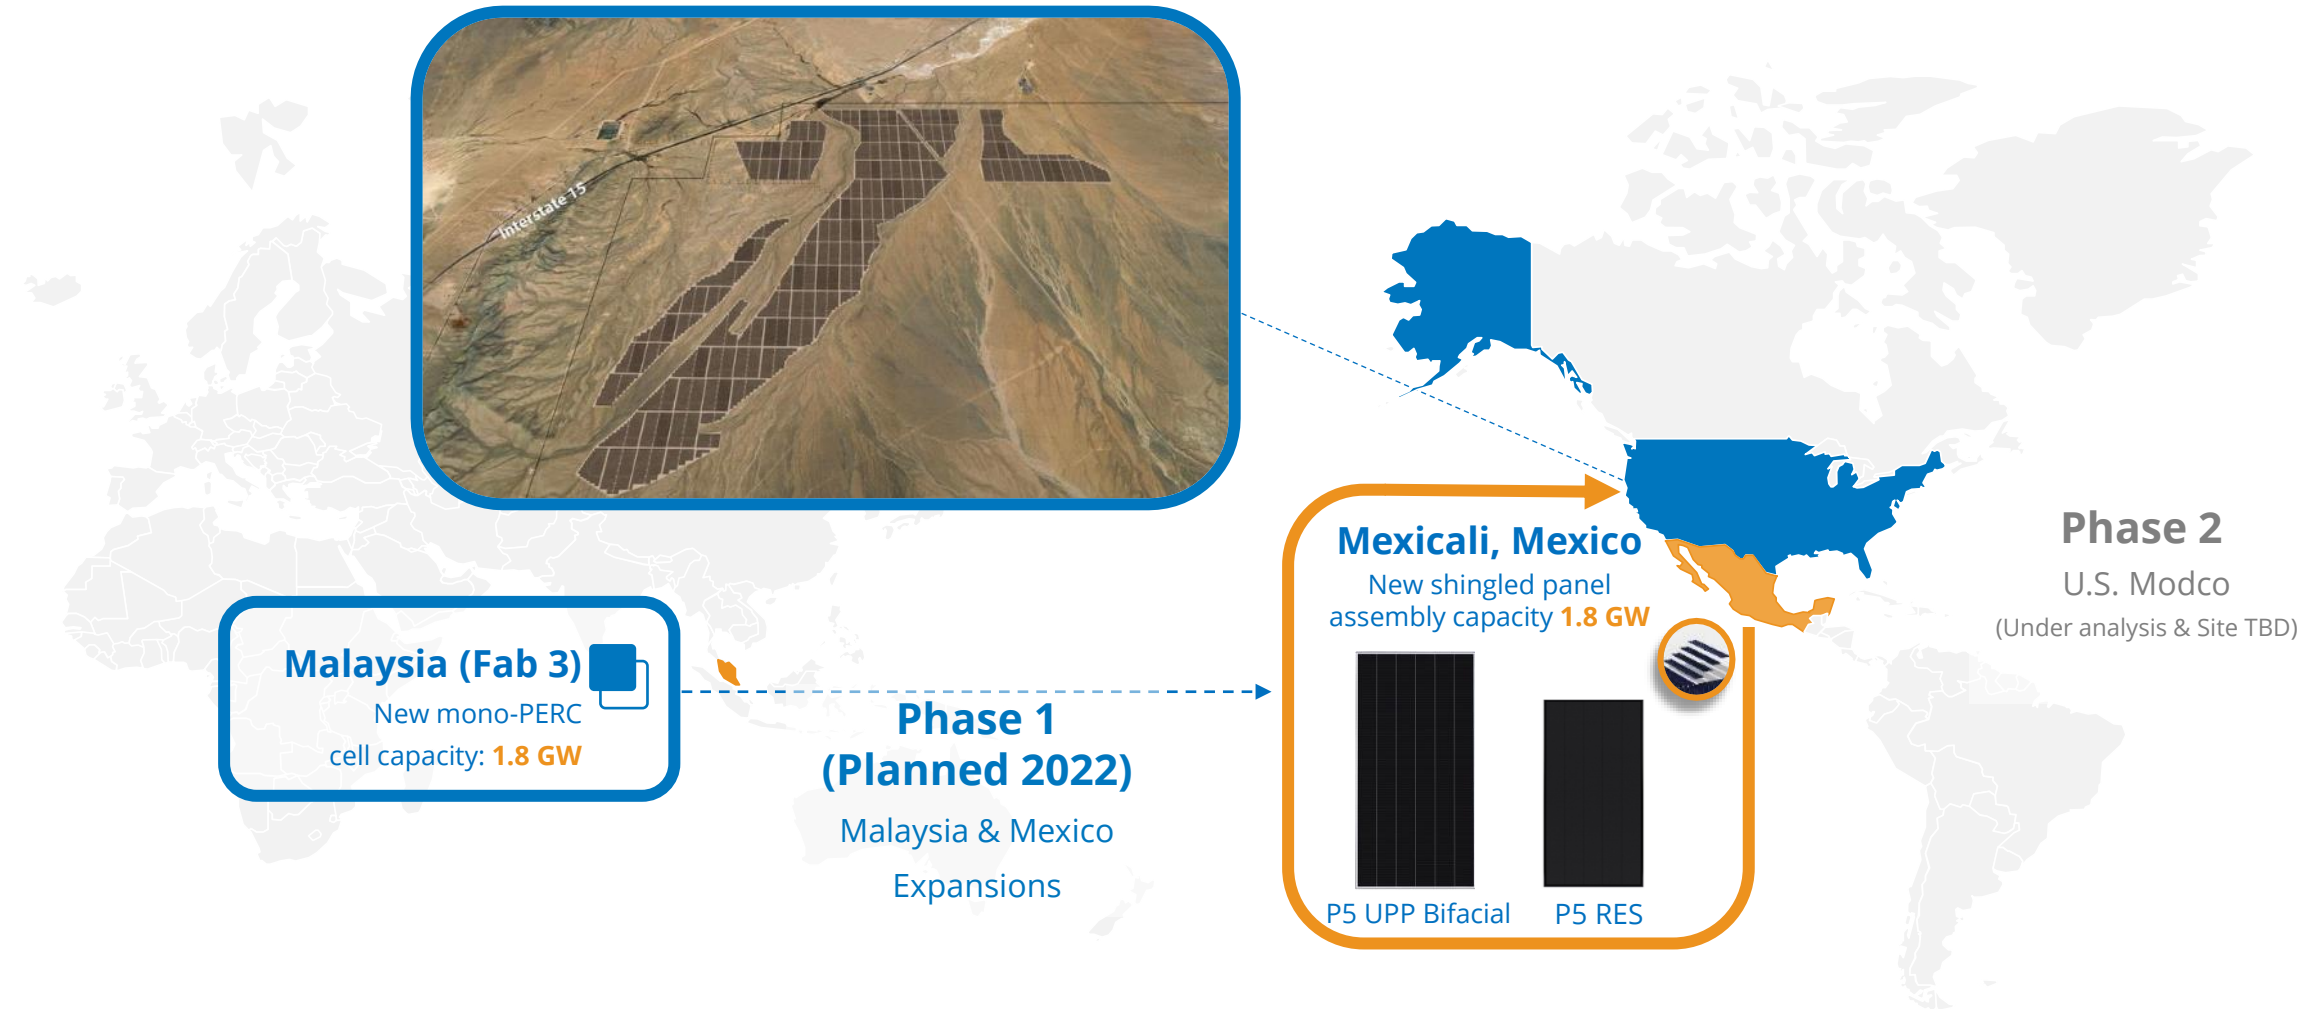 Interstate 15
Malaysia (Fab 3)
New mono-PERC
cell capacity: 1.8 GW
Phase 1
(Planned 2022)
Malaysia & Mexico
Expansions
Mexicali, Mexico
New shingled panel
assembly capacity 1.8 GW
P5 UPP Bifacial
P5 RES
Phase 2
U.S. Modco
(Under analysis & Site TBD)